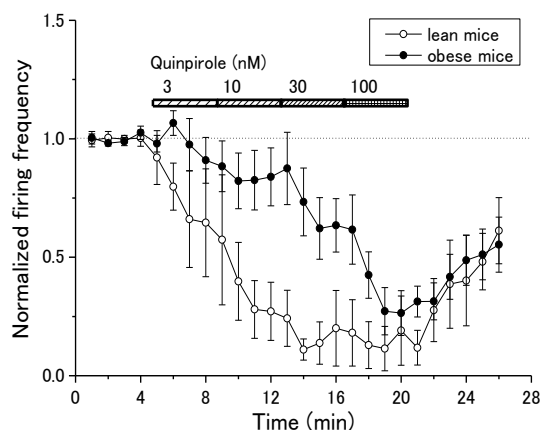 1.5
lean mice
obese mice
Quinpirole (nM)
3 10 30 100
1.0
Normalized firing frequency
0.5
0.0
0 4 8 12 16 20 24 28
Time (min)